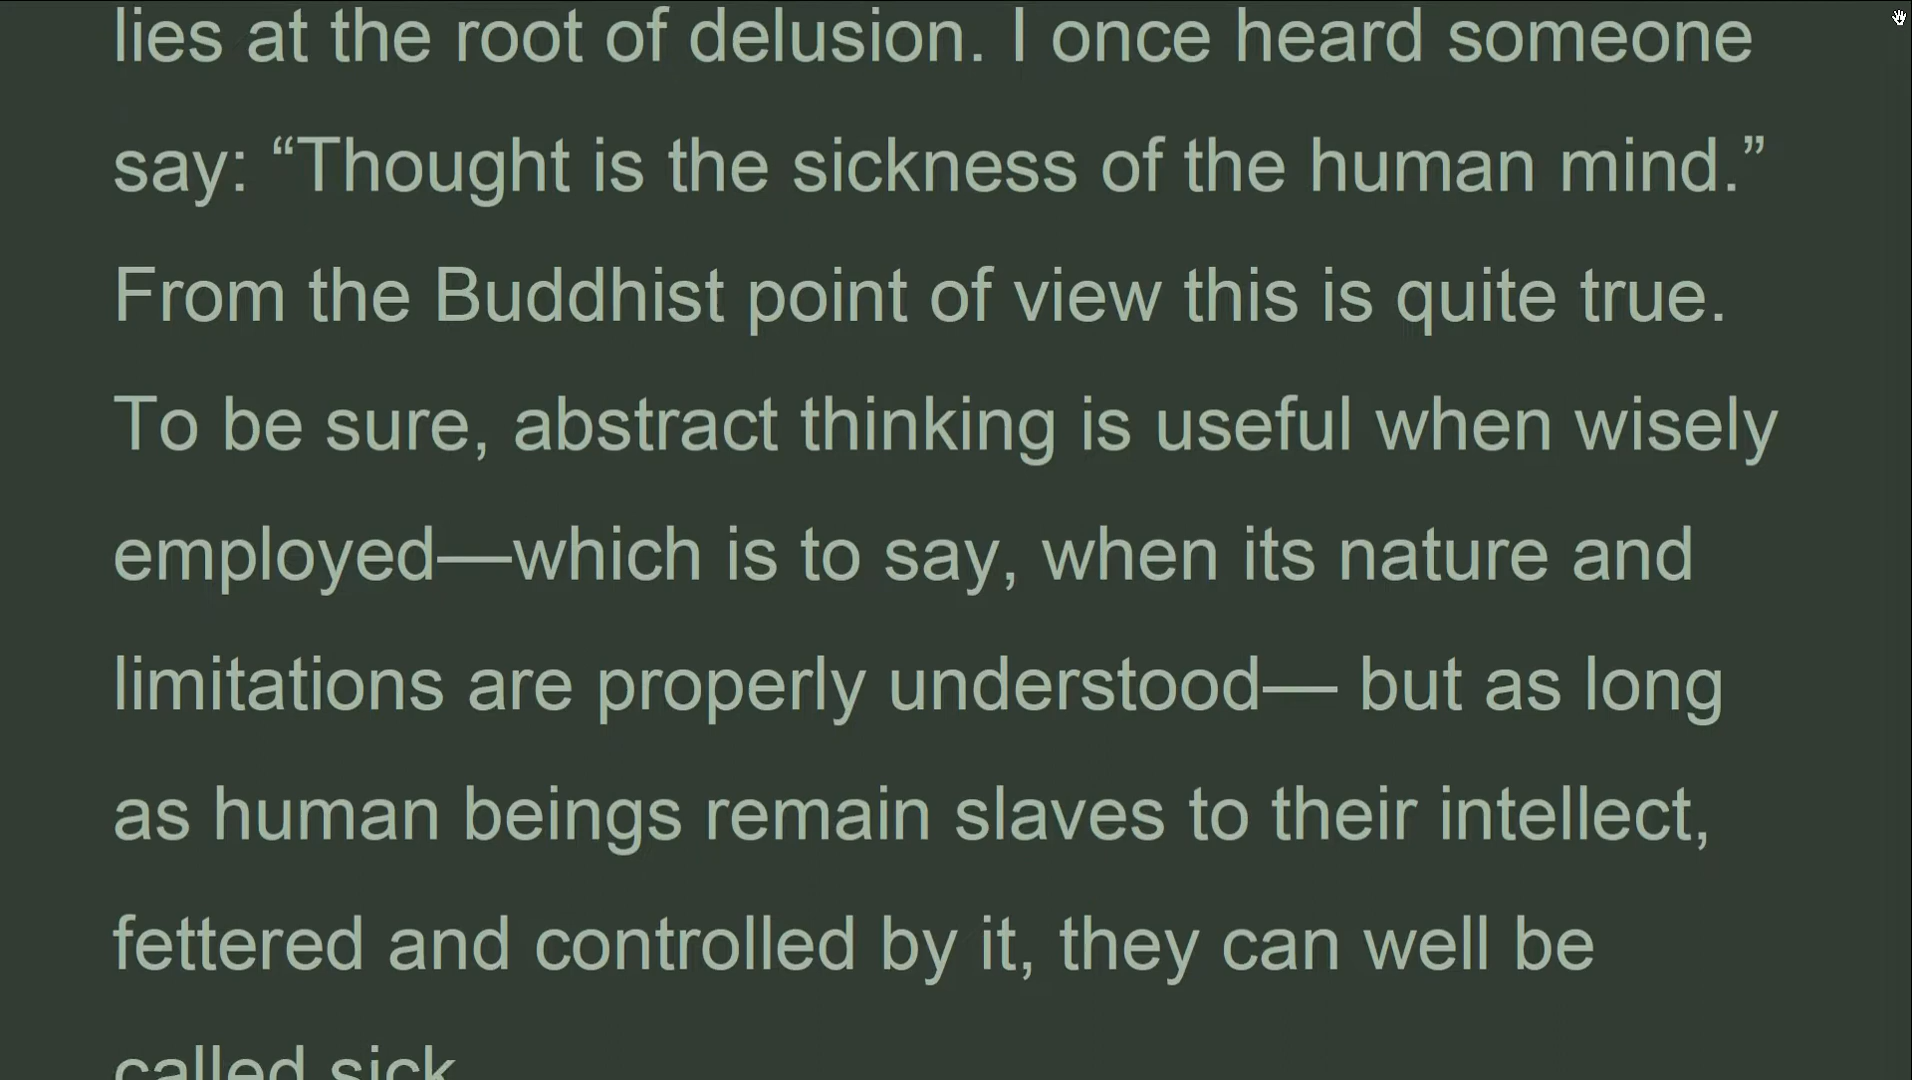 lies at the root of delusion. I once heard someone
say: “Thought is the sickness of the human mind.”
From the Buddhist point of view this is quite true.
To be sure, abstract thinking is useful when wisely
employed—which is to say, when its nature and
limitations are properly understood— but as long
as human beings remain slaves to their intellect,
fettered and controlled by it, they can well be
called sick.